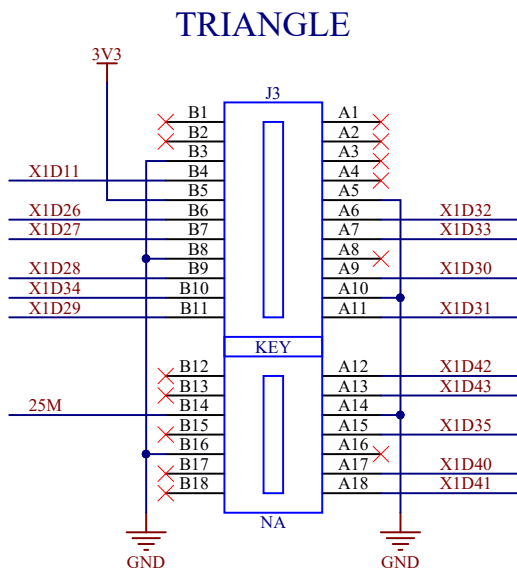 TRIANGLE
3V3
J3
B1 A1
B2 A2
B3 A3
X1D11 B4 A4
B5 A5
X1D26 B6 A6 X1D32
X1D27 B7 A7 X1D33
B8 A8
X1D28 B9 A9 X1D30
X1D34 B10 A10
X1D29 B11 A11 X1D31
KEY
B12 A12 X1D42
B13 A13 X1D43
25M B14 A14
B15 A15 X1D35
B16 A16
B17 A17 X1D40
B18 A18 X1D41
NA
GND GND